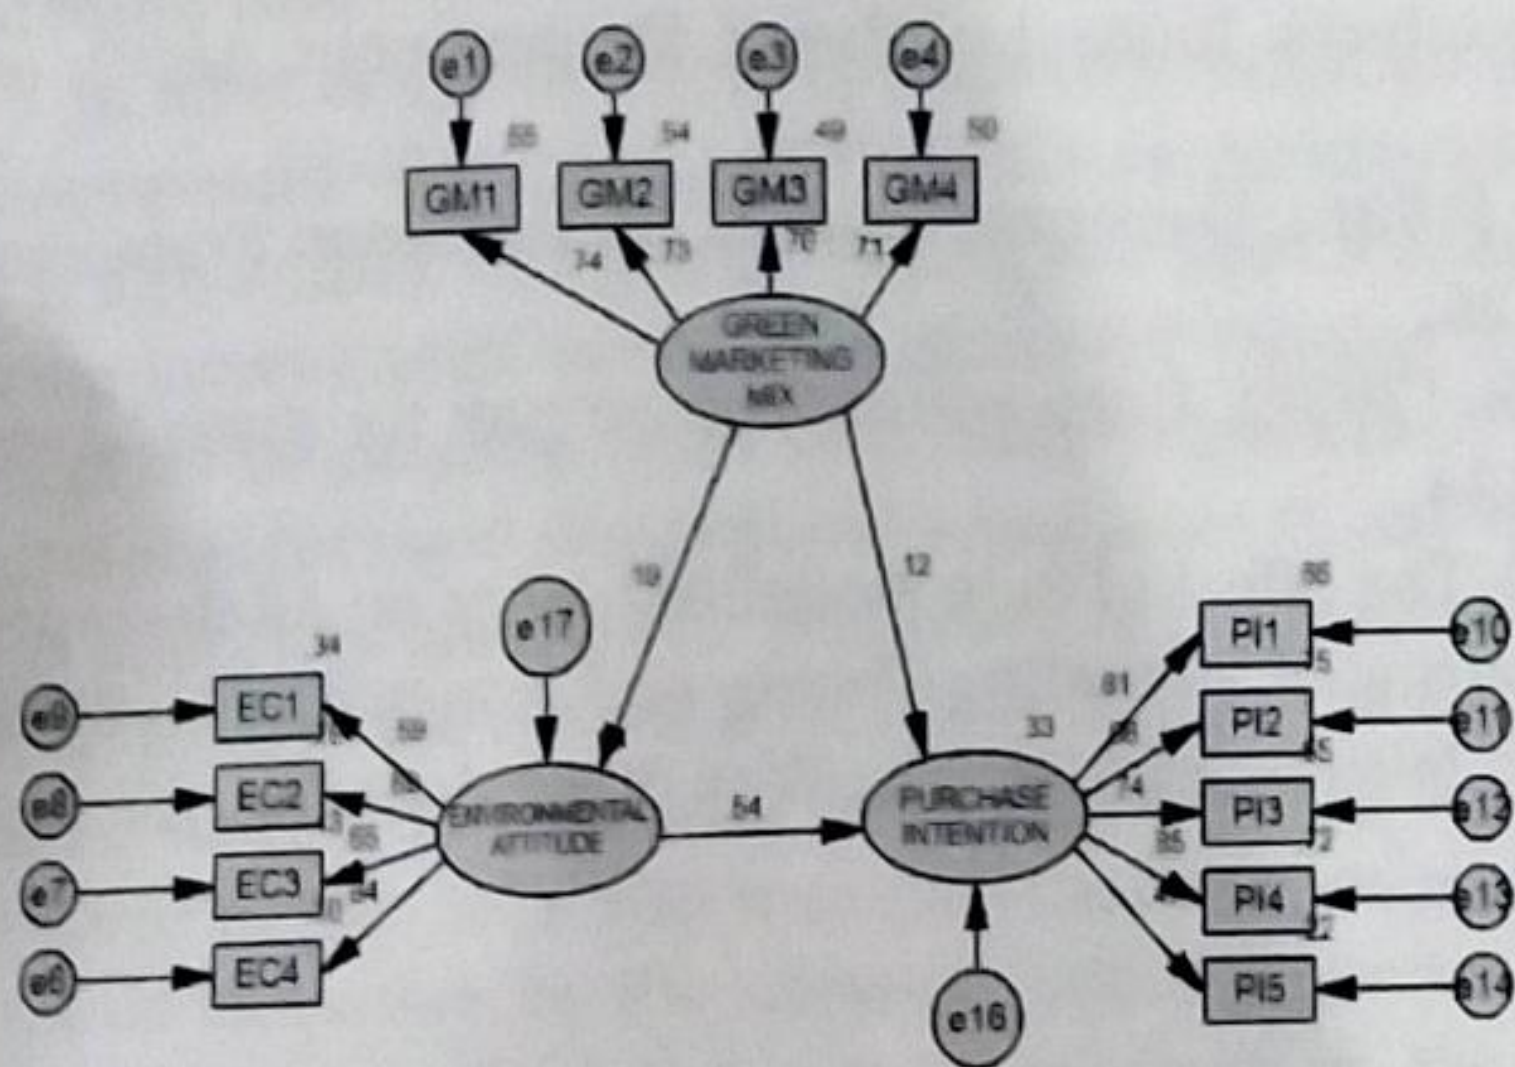 e1 e2 e3 e4
.55 .54 .49 .50
GM1 GM2 GM3 GM4
.74 .73 .70 .71
GREEN
MARKETING
MIX
.19 .12
e17
.34
e9 EC1 .59
e8 EC2
e7 EC3 .65
e6 EC4 .84
ENVIRONMENTAL
ATTITUDE
.54
.33
PURCHASE
INTENTION
e16
.81 PI1 e10
PI2 e11
.74 PI3 e12
.85 PI4 .72 e13
PI5 .22 e14